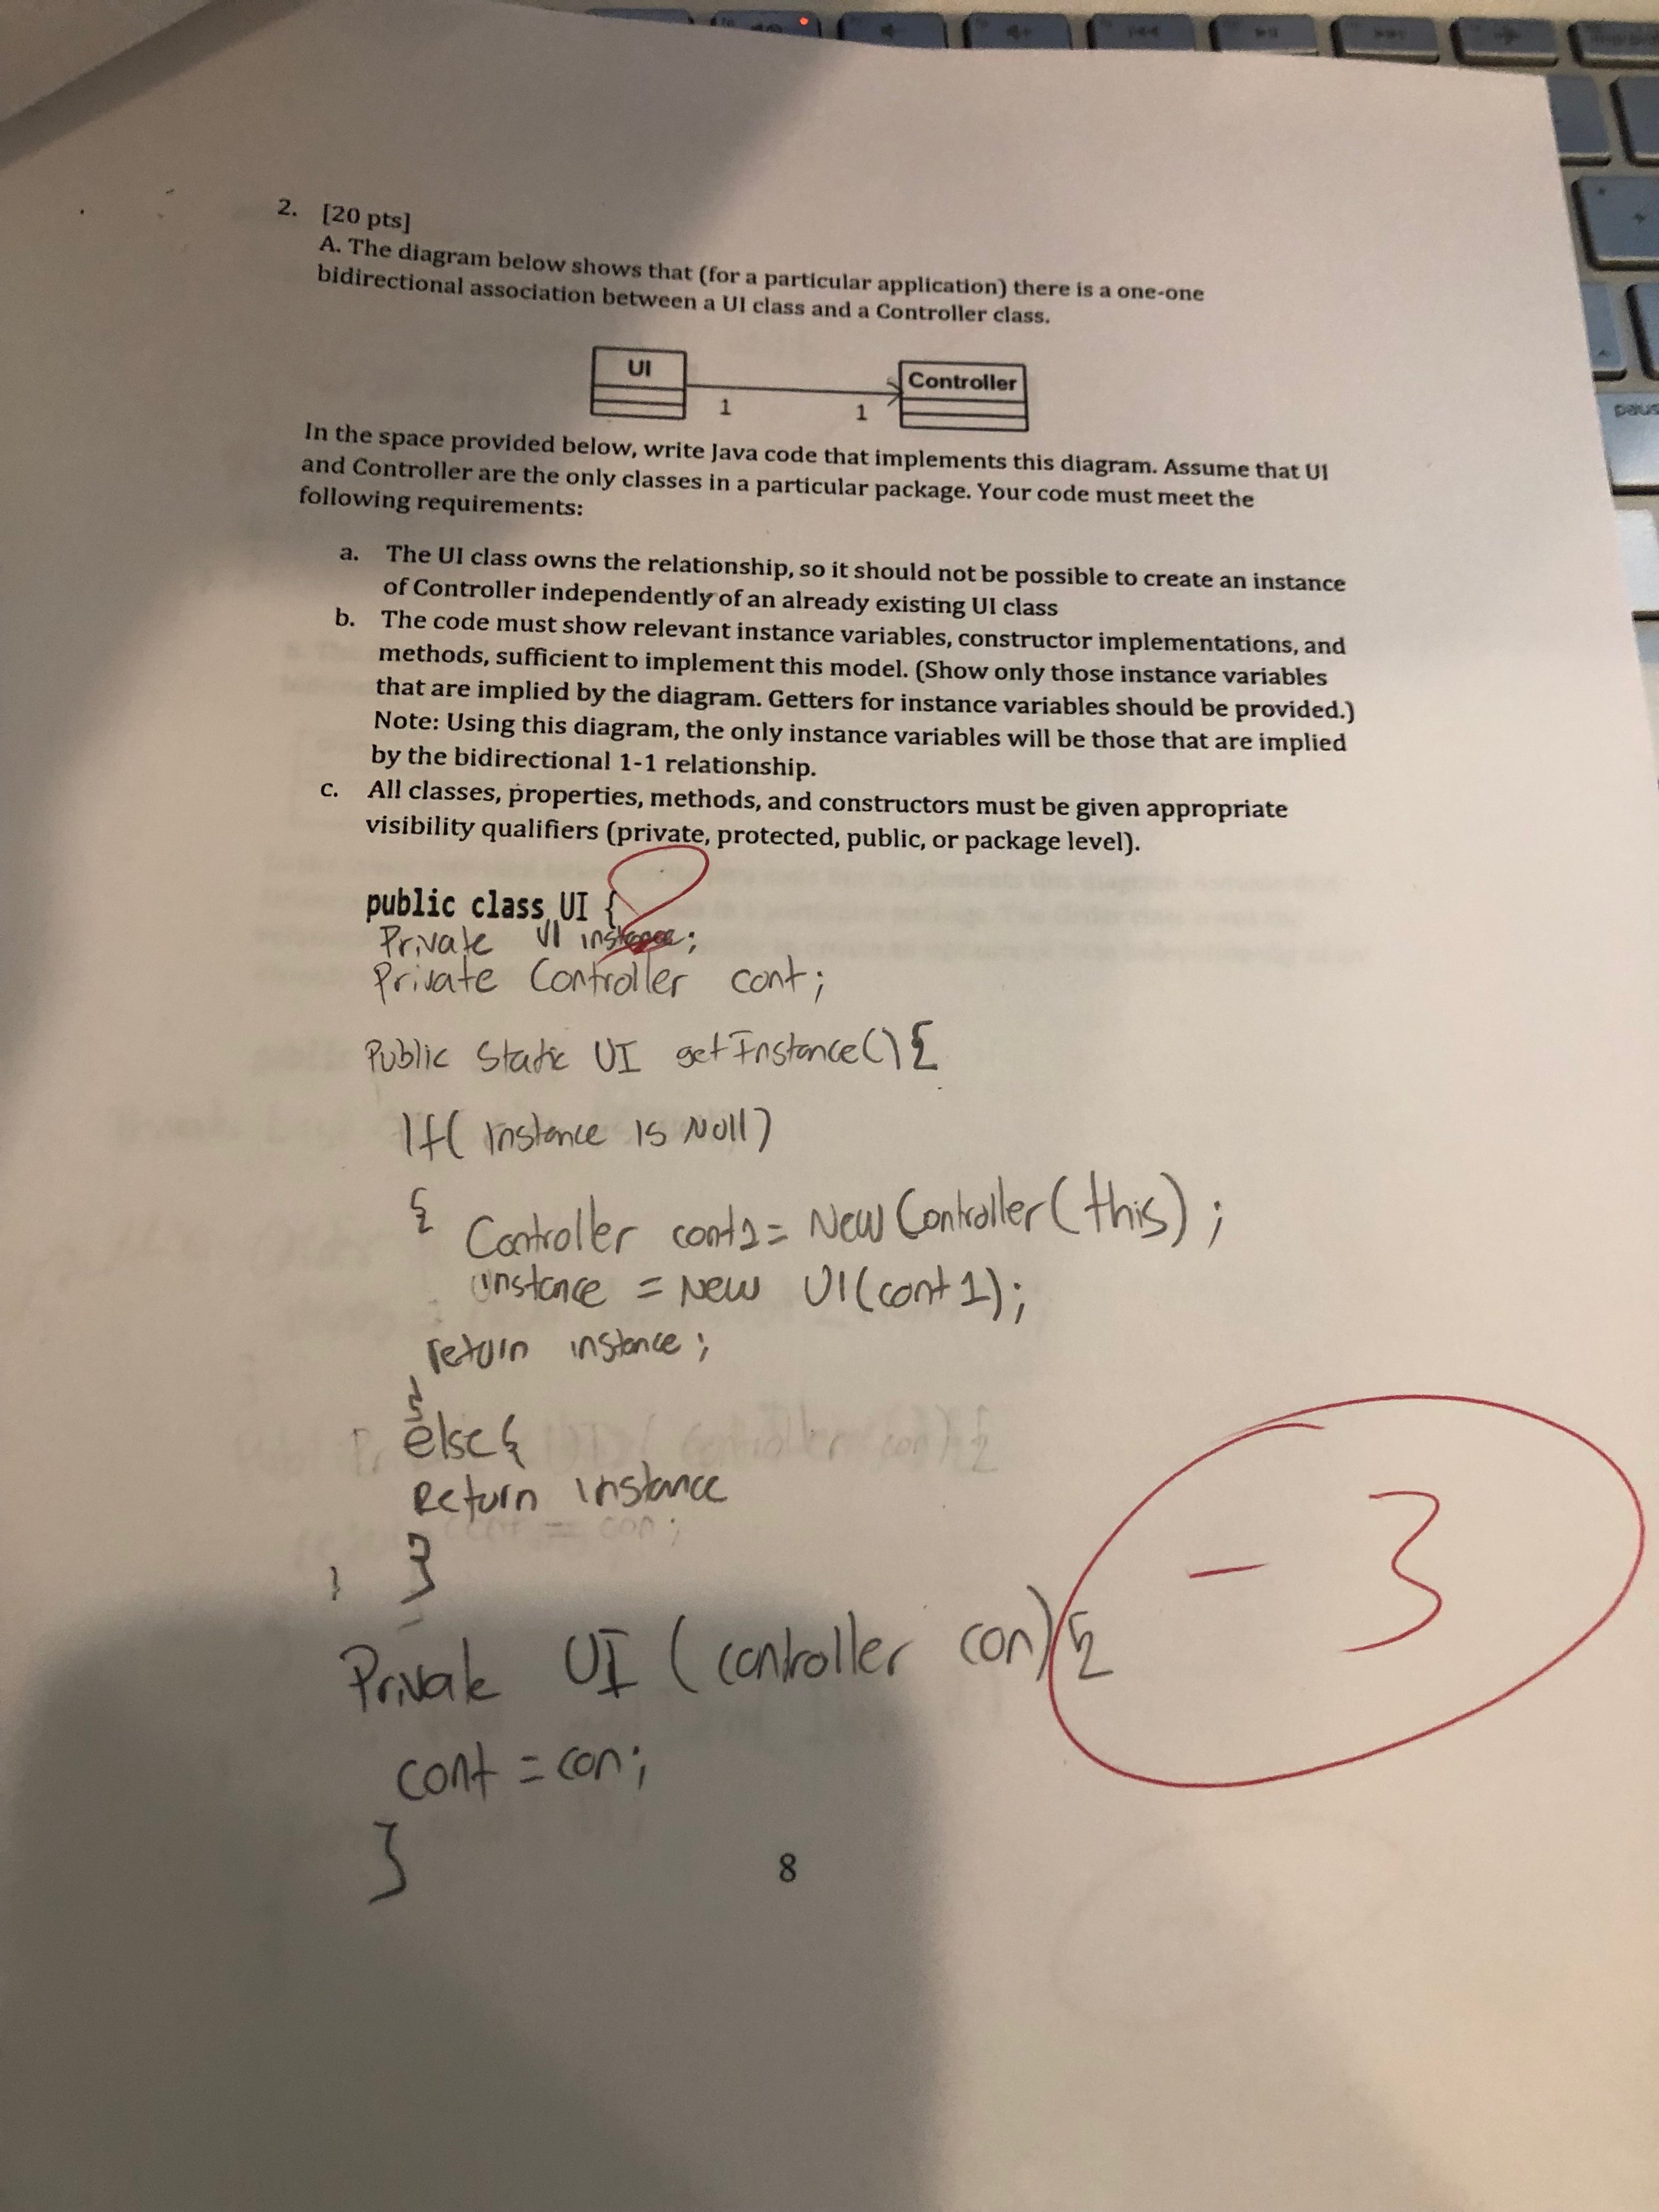 2. [20 pts]
A. The diagram below shows that (for a particular application) there is a one-one
bidirectional association between a UI class and a Controller class.
UI
Controller
1
1
In the space provided below, write Java code that implements this diagram. Assume that UI
and Controller are the only classes in a particular package. Your code must meet the
following requirements:
a. The UI class owns the relationship, so it should not be possible to create an instance
of Controller independently of an already existing UI class
b. The code must show relevant instance variables, constructor implementations, and
methods, sufficient to implement this model. (Show only those instance variables
that are implied by the diagram. Getters for instance variables should be provided.)
Note: Using this diagram, the only instance variables will be those that are implied
by the bidirectional 1-1 relationship.
c. All classes, properties, methods, and constructors must be given appropriate
visibility qualifiers (private, protected, public, or package level).
public class UI {
Private UI instance;
Private Controller cont;
Public Static UI getInstance(){
If( instance is Null)
{ Controller cont1= New Controller(this);
instance = New UI(cont1);
return instance;
}
else{
Return instance
}
}
- 3
Private UI (controller con){
cont = con;
}
8
paus